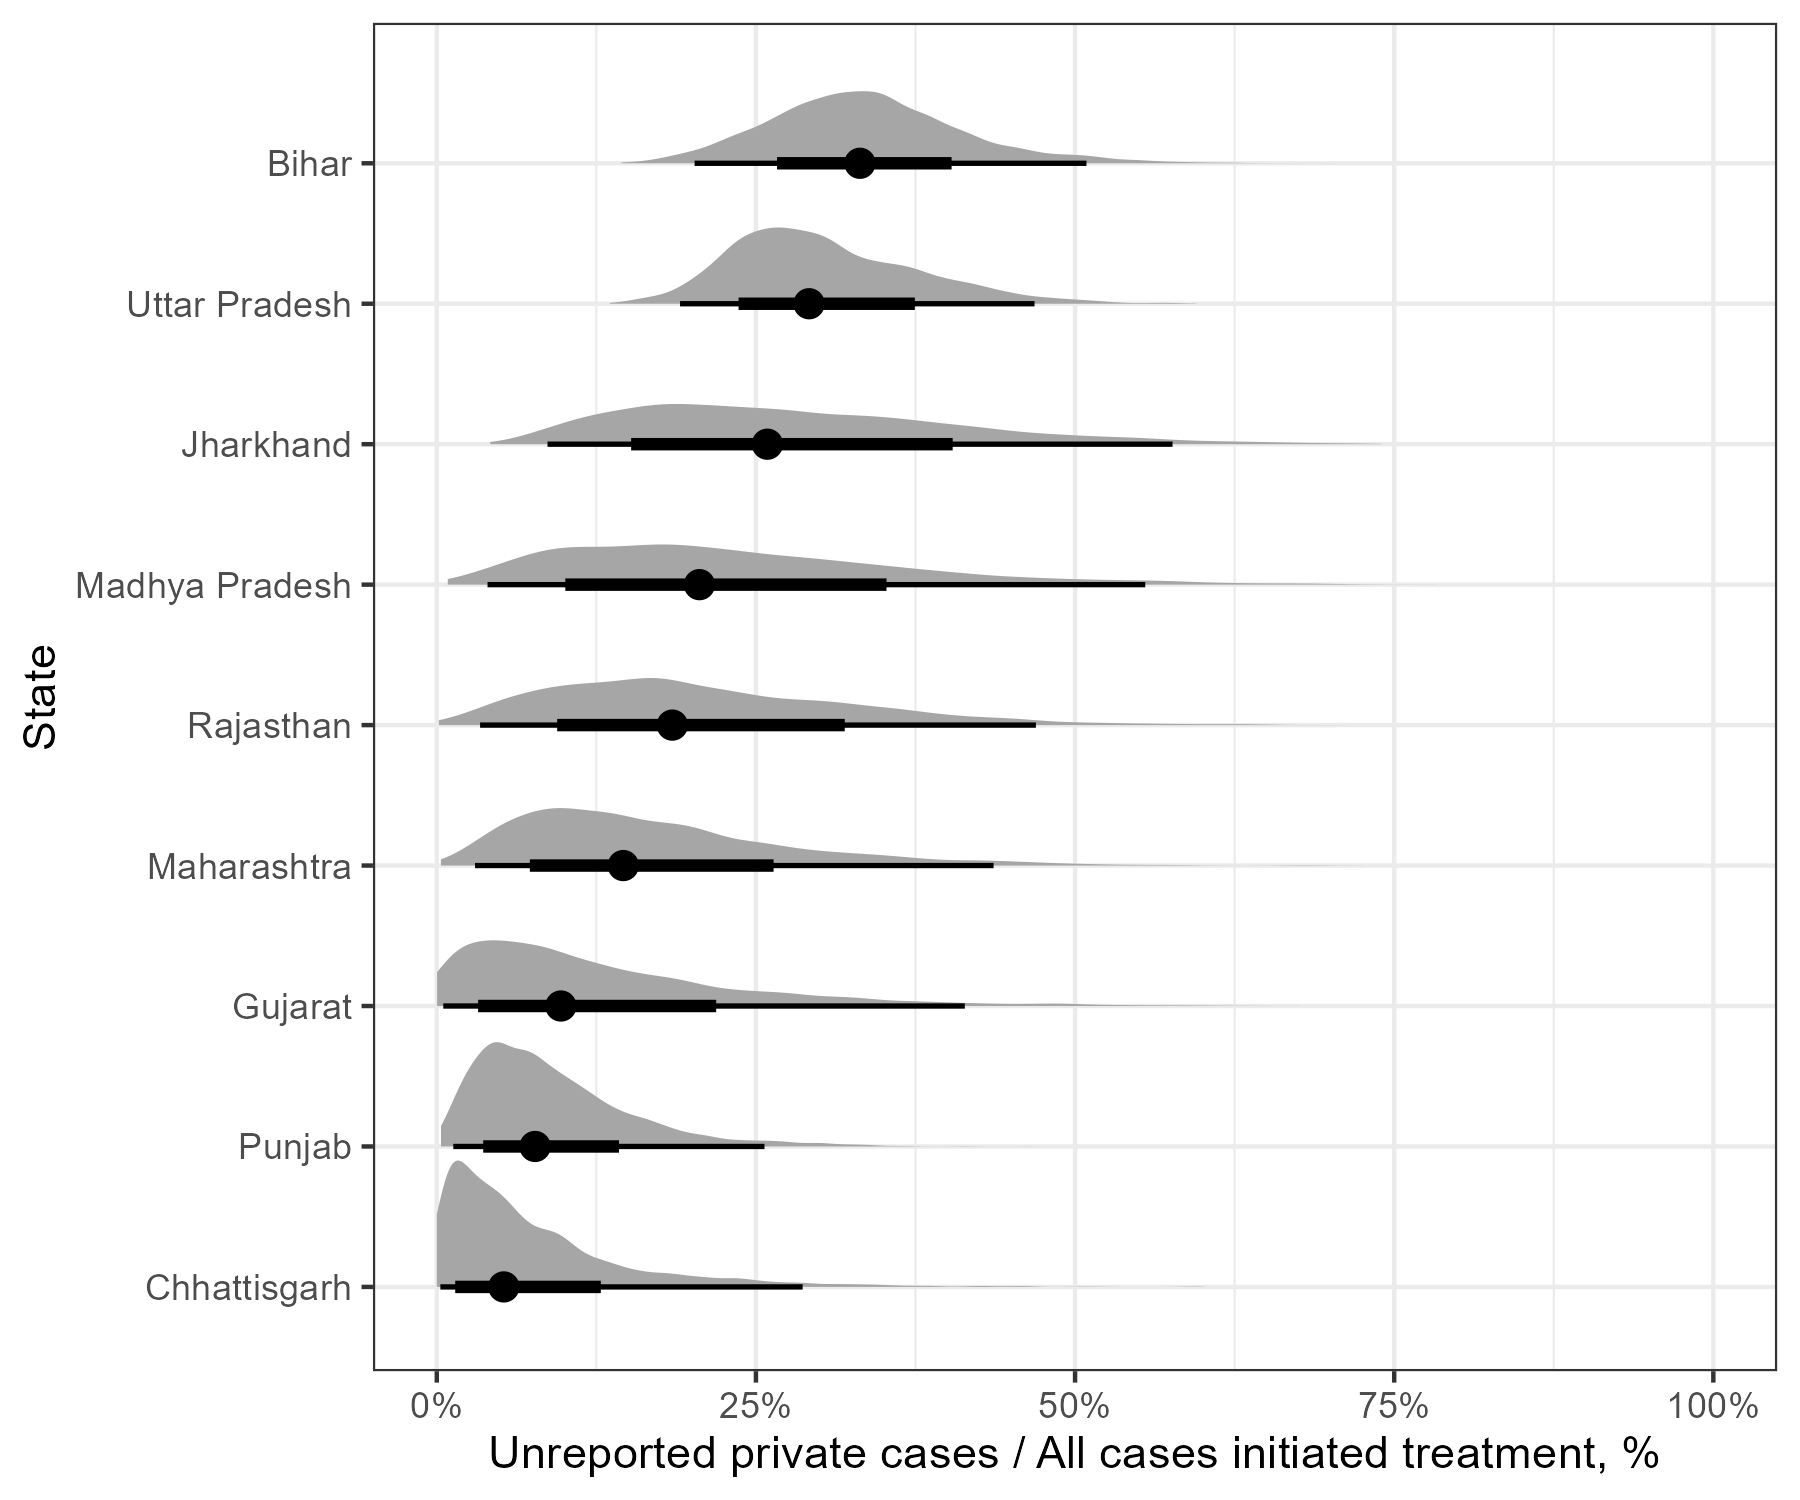 Bihar
Uttar Pradesh
Jharkhand
Madhya Pradesh
Rajasthan
Maharashtra
Gujarat
Punjab
Chhattisgarh
State
0% 25% 50% 75% 100%
Unreported private cases / All cases initiated treatment, %